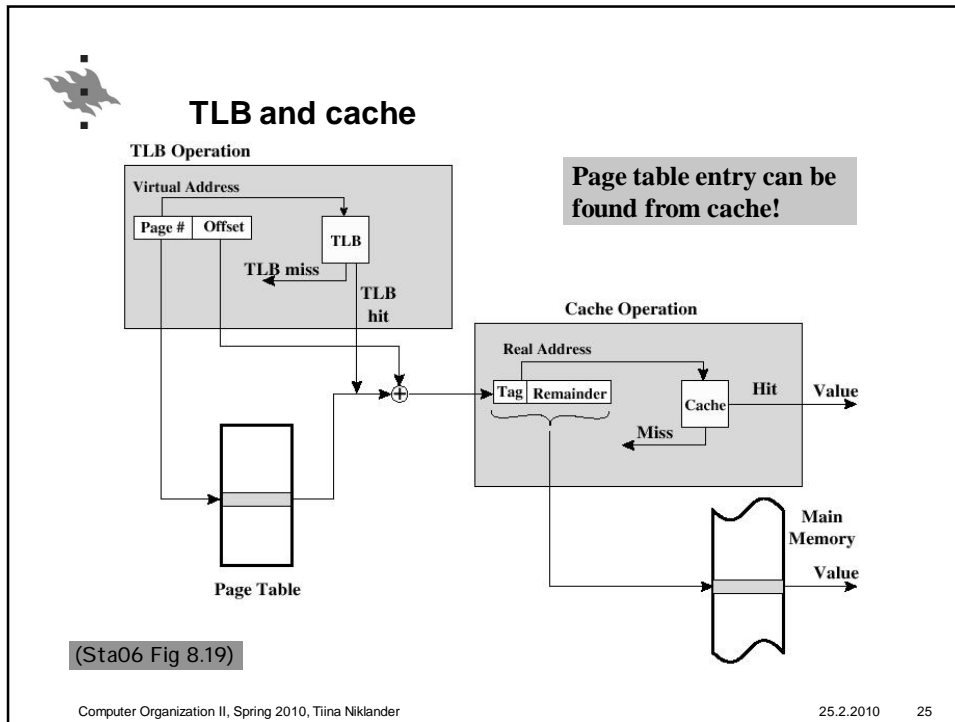 TLB and cache
TLB Operation
Page table entry can be
found from cache!
Virtual Address
Page # Offset
TLB
TLB miss
TLB
hit
Cache Operation
Real Address
Tag Remainder
Cache
Hit
Value
Miss
Page Table
Main
Memory
Value
(Sta06 Fig 8.19)
Computer Organization II, Spring 2010, Tiina Niklander
25.2.2010 25